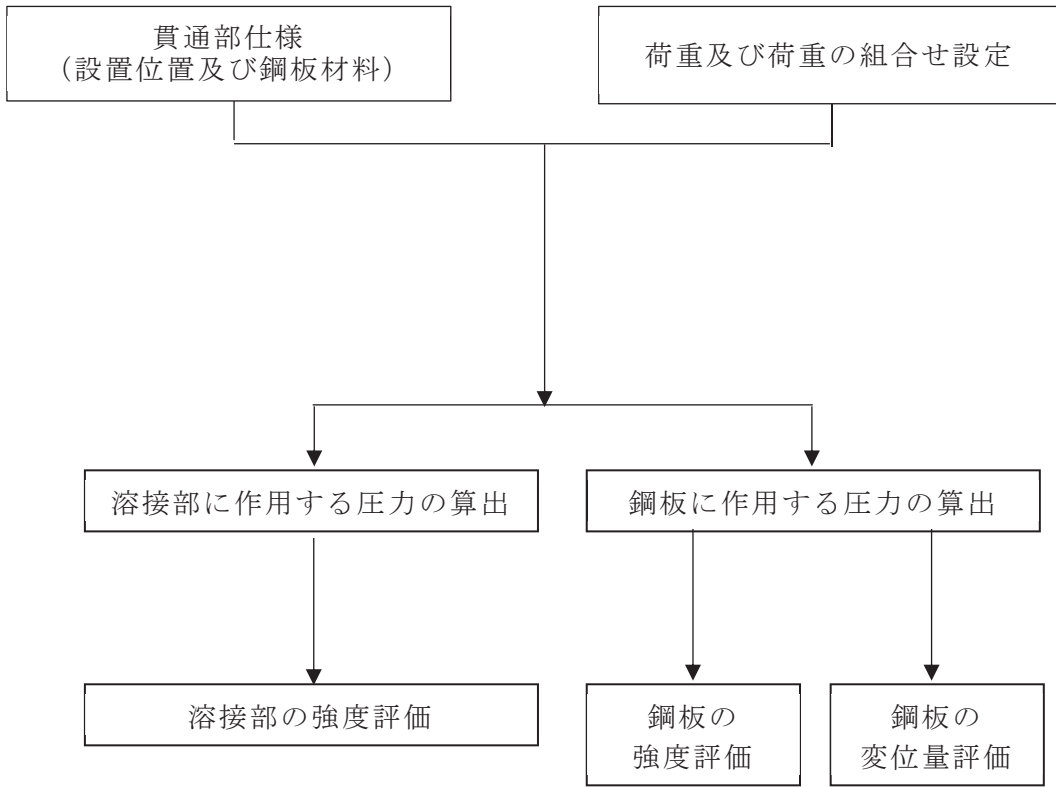 貫通部仕様
（設置位置及び鋼板材料）
荷重及び荷重の組合せ設定
溶接部に作用する圧力の算出
鋼板に作用する圧力の算出
溶接部の強度評価
鋼板の
強度評価
鋼板の
変位量評価